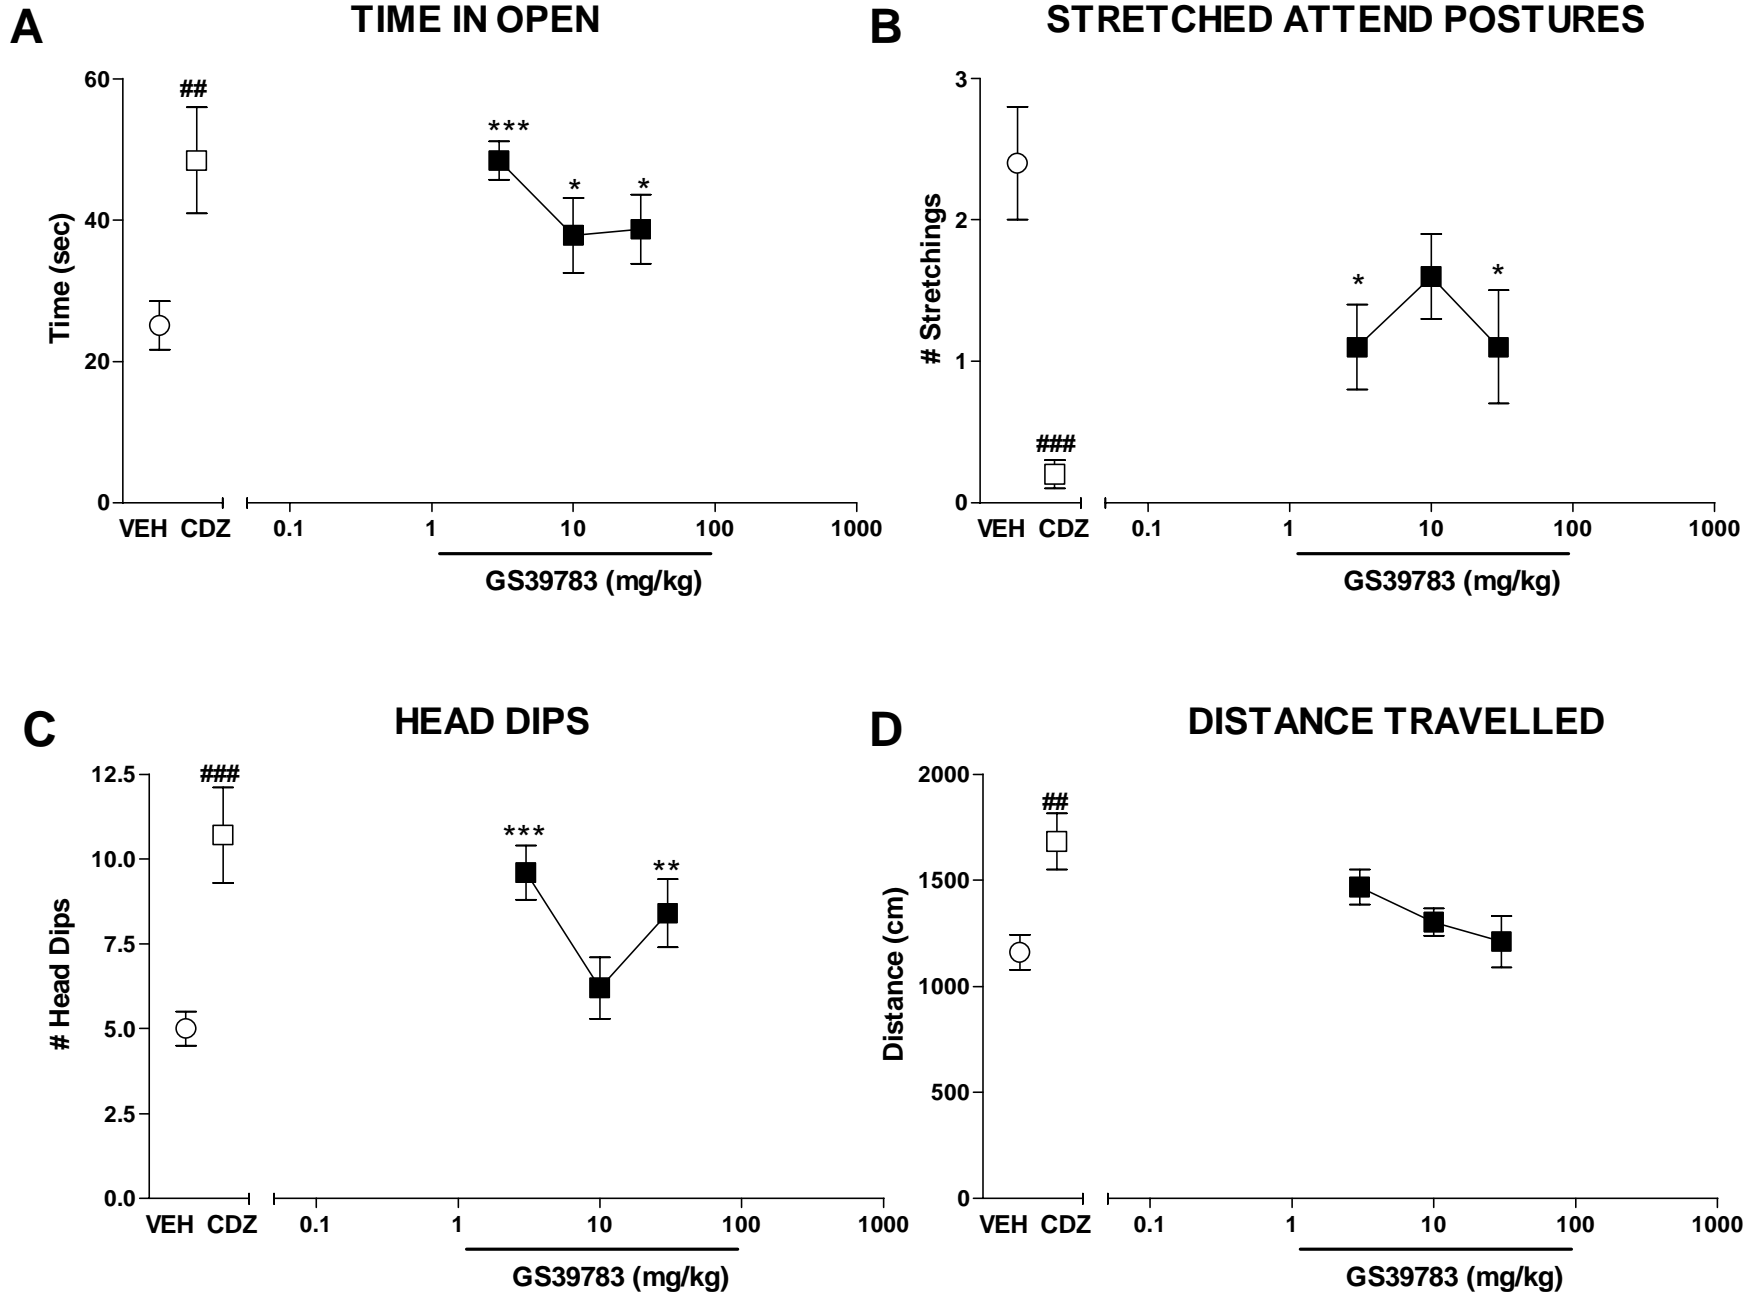 A
TIME IN OPEN
60
40
20
0
Time (sec)
##
***
*
*
VEH CDZ
0.1 1 10 100 1000
GS39783 (mg/kg)
B
STRETCHED ATTEND POSTURES
3
2
1
0
# Stretchings
###
*
*
VEH CDZ
0.1 1 10 100 1000
GS39783 (mg/kg)
C
HEAD DIPS
12.5
10.0
7.5
5.0
2.5
0.0
# Head Dips
###
***
**
VEH CDZ
0.1 1 10 100 1000
GS39783 (mg/kg)
D
DISTANCE TRAVELLED
2000
1500
1000
500
0
Distance (cm)
##
VEH CDZ
0.1 1 10 100 1000
GS39783 (mg/kg)